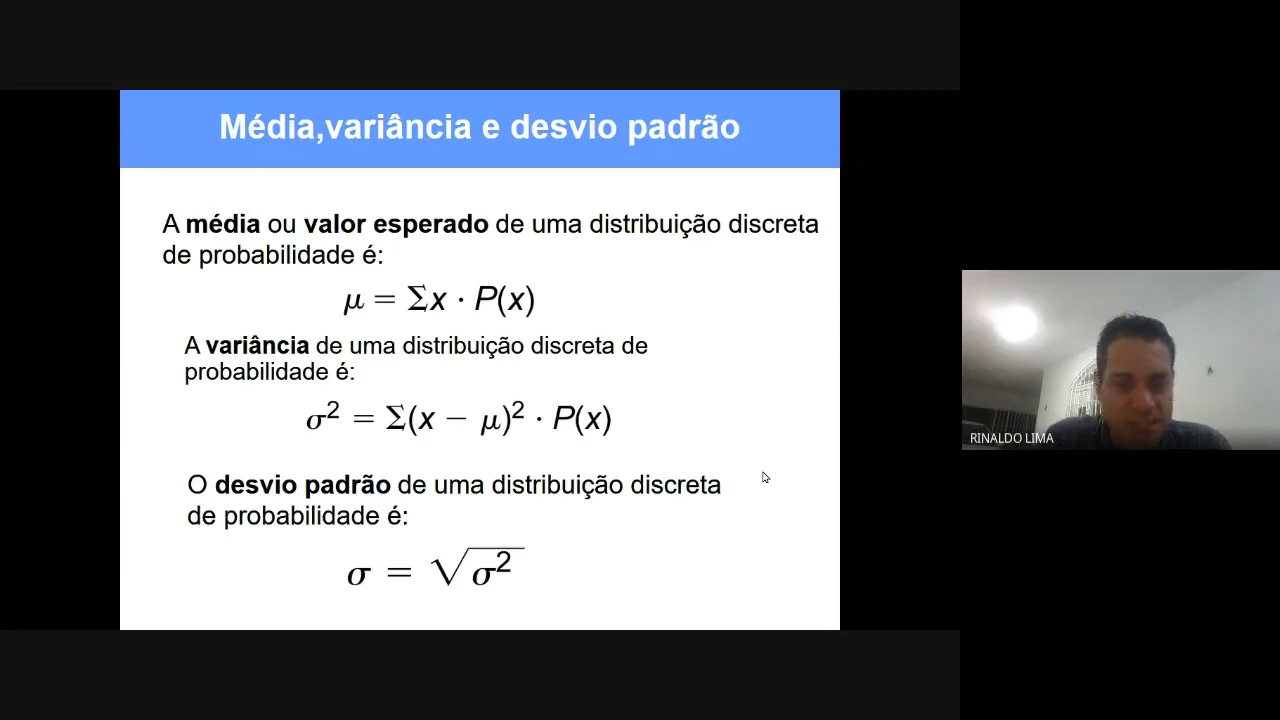 Média,variância e desvio padrão
A média ou valor esperado de uma distribuição discreta
de probabilidade é:
μ = Σx · P(x)
A variância de uma distribuição discreta de
probabilidade é:
σ² = Σ(x − μ)² · P(x)
O desvio padrão de uma distribuição discreta
de probabilidade é:
σ = √σ²
RINALDO LIMA